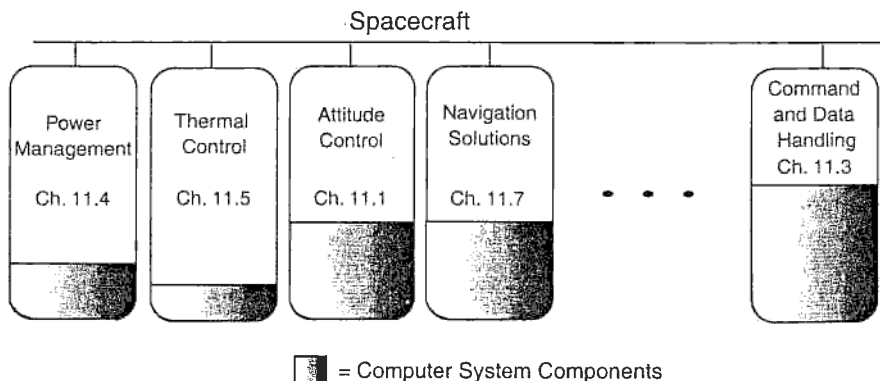 Spacecraft
Power
Management
Ch. 11.4
Thermal
Control
Ch. 11.5
Attitude
Control
Ch. 11.1
Navigation
Solutions
Ch. 11.7
Command
and Data
Handling
Ch. 11.3
= Computer System Components